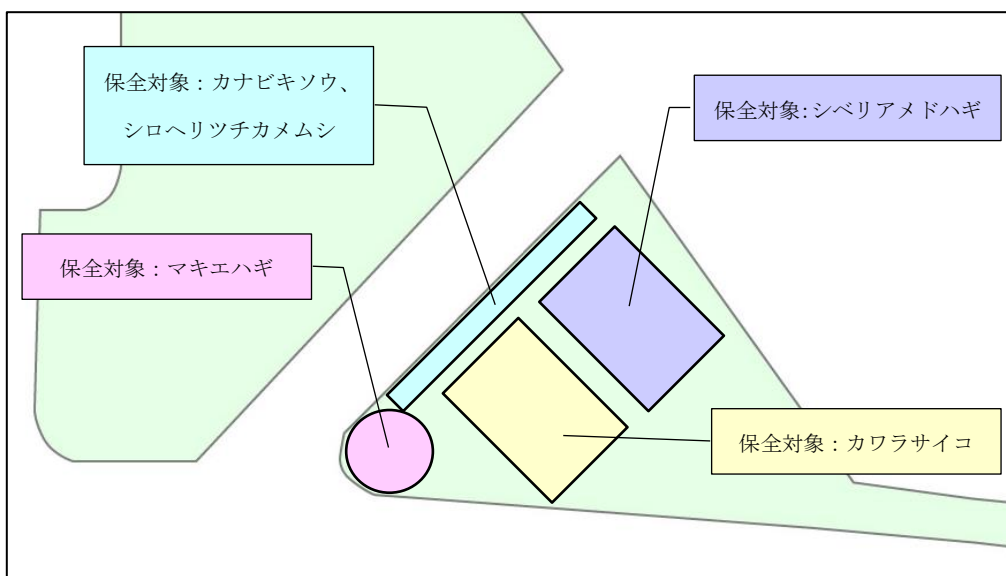 保全対象：カナビキソウ、
シロヘリツチカメムシ
保全対象:シベリアメドハギ
保全対象：マキエハギ
保全対象：カワラサイコ